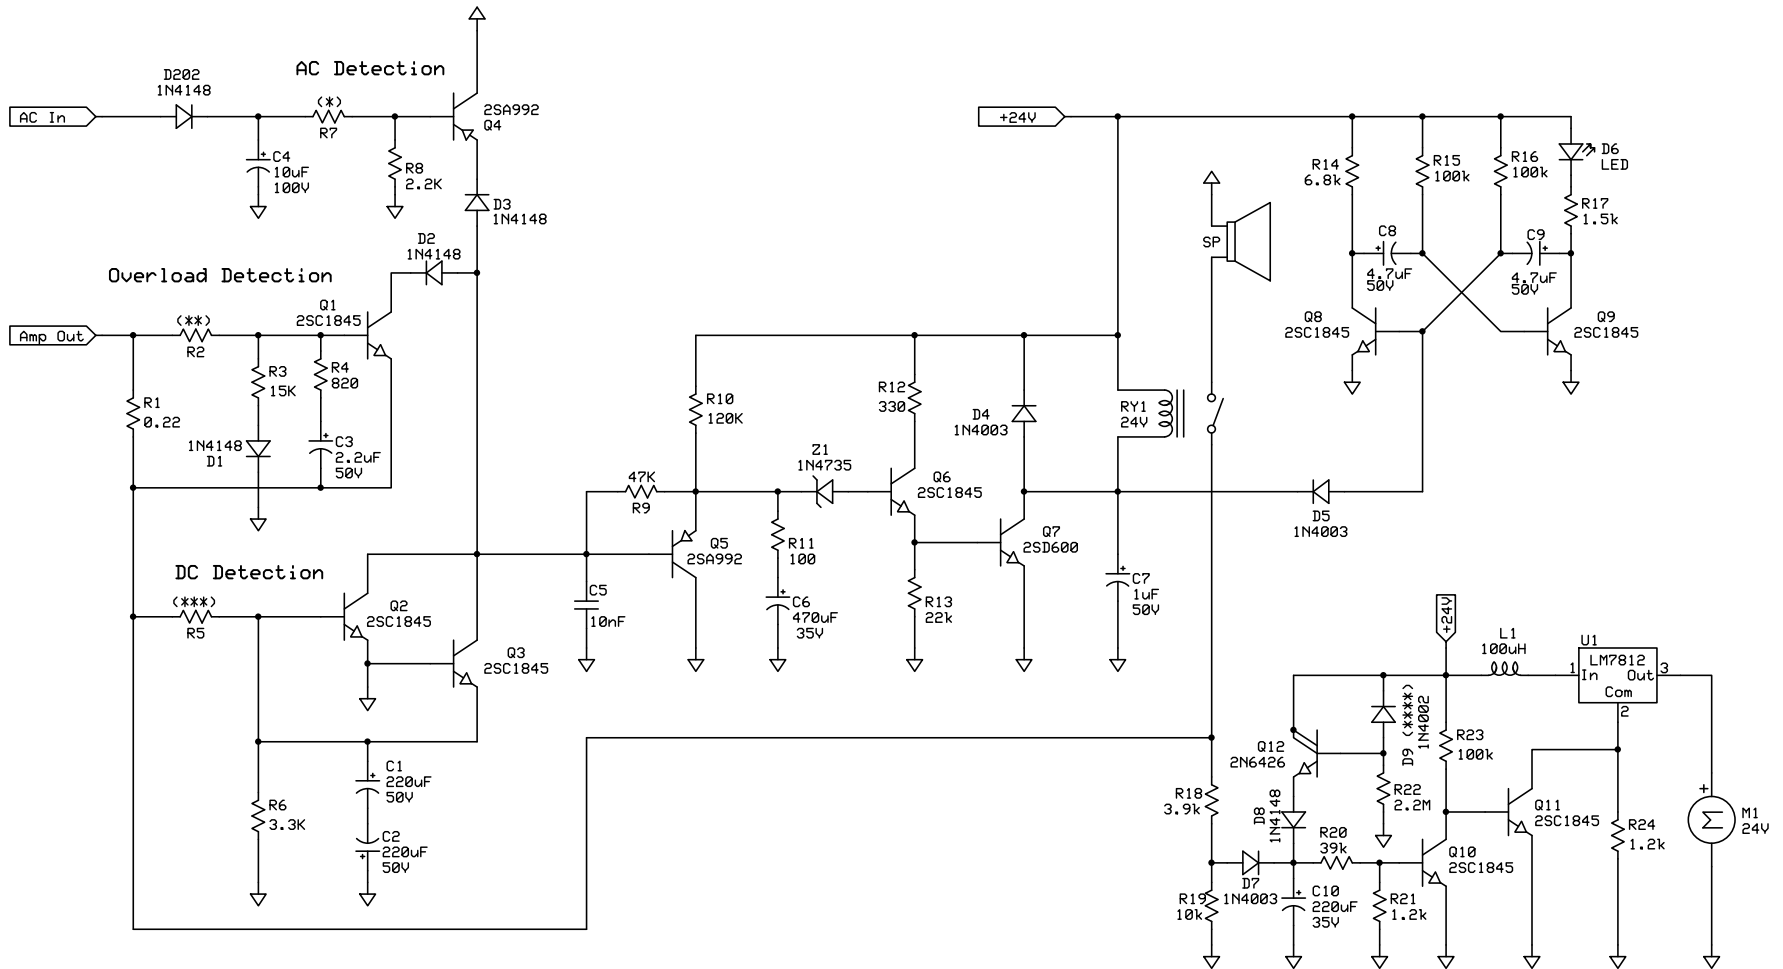 AC Detection
D202
1N4148
AC In
(*)
R7
2SA992
Q4
C4
10uF
100V
R8
2.2K
D3
1N4148
D2
1N4148
Overload Detection
Q1
2SC1845
Amp Out
(**)
R2
R3
15K
R4
820
R1
0.22
1N4148
D1
C3
2.2uF
50V
DC Detection
(***)
R5
Q2
2SC1845
Q3
2SC1845
C1
220uF
50V
R6
3.3K
C2
220uF
50V
+24V
R14
6.8k
R15
100k
R16
100k
D6
LED
R17
1.5k
SP
C8
4.7uF
50V
C9
4.7uF
50V
Q8
2SC1845
Q9
2SC1845
R10
120K
R12
330
D4
1N4003
RY1
24V
47K
R9
Z1
1N4735
Q6
2SC1845
Q5
2SA992
R11
100
Q7
2SD600
D5
1N4003
C5
10nF
C6
470uF
35V
R13
22k
C7
1uF
50V
+24V
L1
100uH
U1
LM7812
1
In
Out
3
Com
2
Q12
2N6426
D9 (****)
1N4002
R23
100k
R22
2.2M
R18
3.9k
D8
1N4148
R20
39k
Q10
2SC1845
Q11
2SC1845
R24
1.2k
M1
24V
D7
1N4003
R19
10k
C10
220uF
35V
R21
1.2k